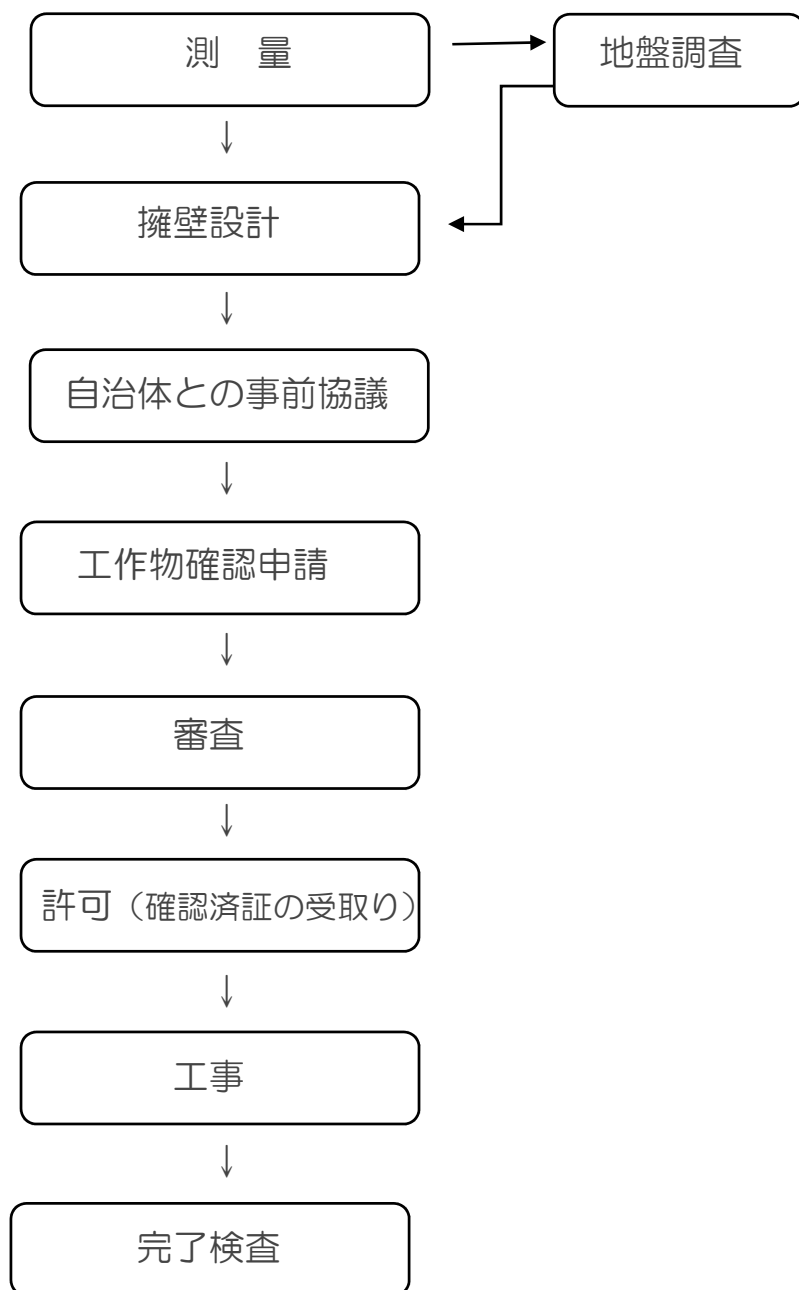 測　量
地盤調査
擁壁設計
自治体との事前協議
工作物確認申請
審査
許可（確認済証の受取り）
工事
完了検査